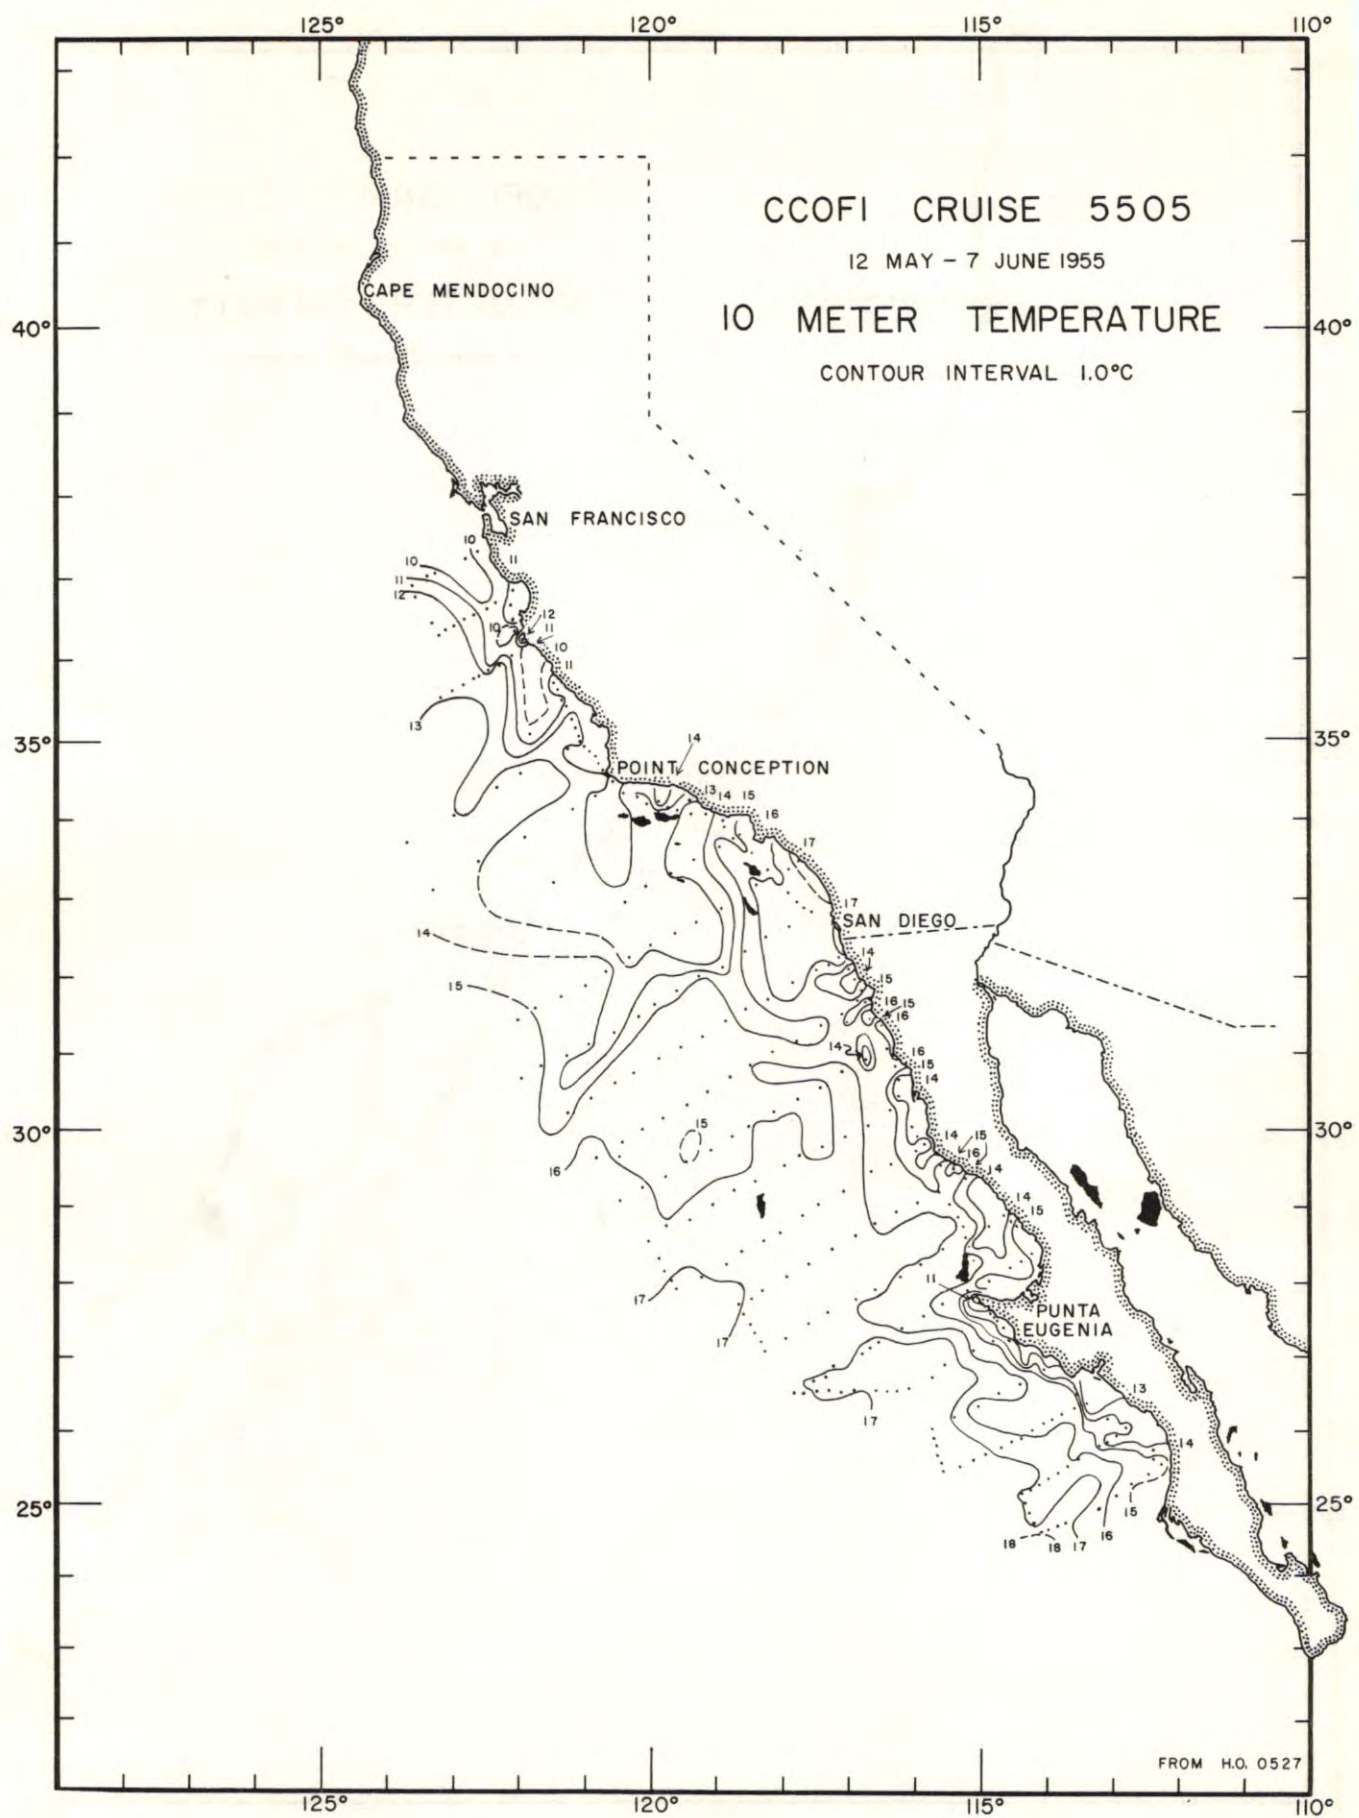 125° 120° 115° 110°
CCOFI CRUISE 5505
12 MAY – 7 JUNE 1955
CAPE MENDOCINO
10 METER TEMPERATURE
40° 40°
CONTOUR INTERVAL 1.0°C
SAN FRANCISCO
10
11
10
11
12
12
10
11
10
11
13
35° 14 35°
POINT CONCEPTION
13 14 15
16
17
17
SAN DIEGO
14
14
15
15
16 15
16
14
16
15
14
15
30° 30°
14 15
16
16
14
14
15
11
17
PUNTA
EUGENIA
17
13
17
14
25° 25°
15
16
18 18 17
FROM H.O. 0527
125° 120° 115° 110°